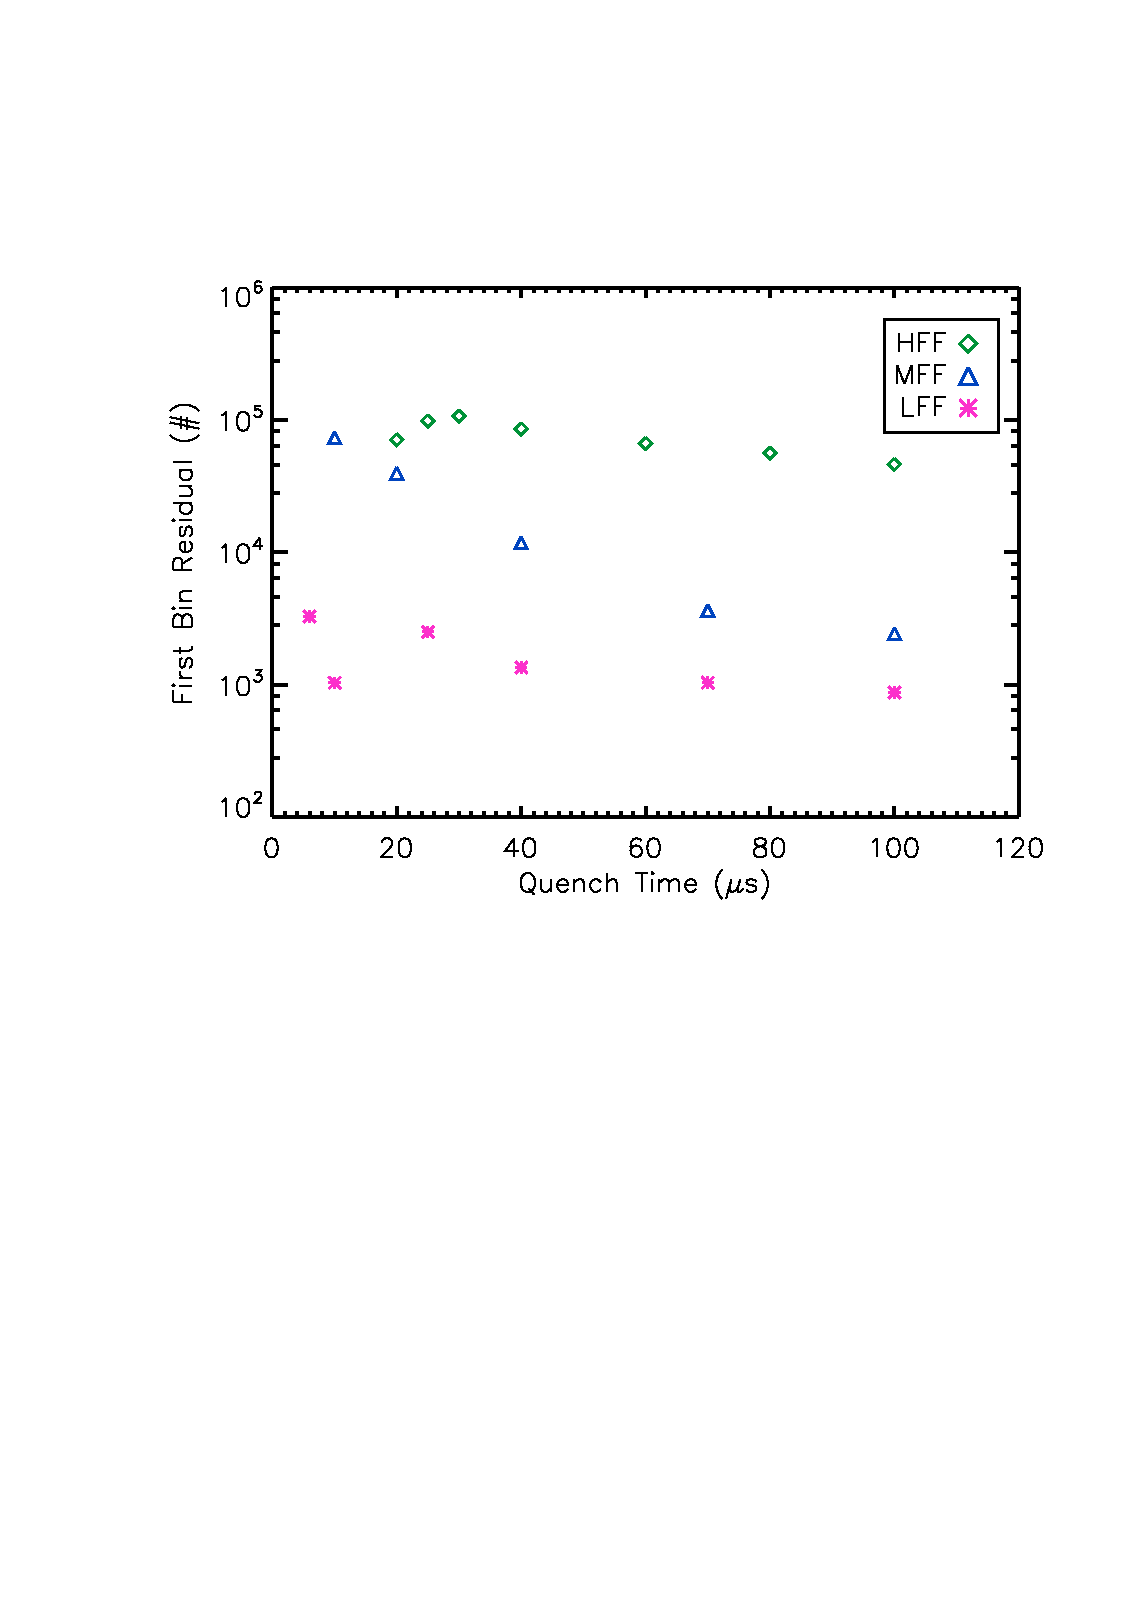 10^6
10^5
10^4
10^3
10^2
First Bin Residual (#)
HFF
MFF
LFF
0 20 40 60 80 100 120
Quench Time (μs)